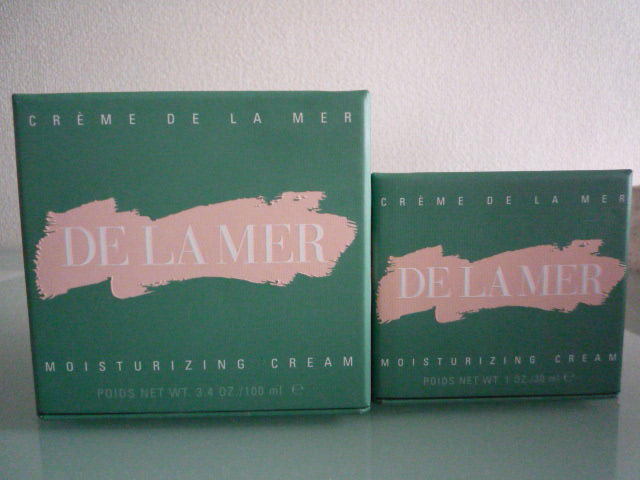 CRÈME DE LA MER
DE LA MER
MOISTURIZING CREAM
POIDS NET WT. 3.4 OZ./100 ml ℮
CRÈME DE LA MER
DE LA MER
MOISTURIZING CREAM
POIDS NET WT. 1 OZ./30 ml ℮